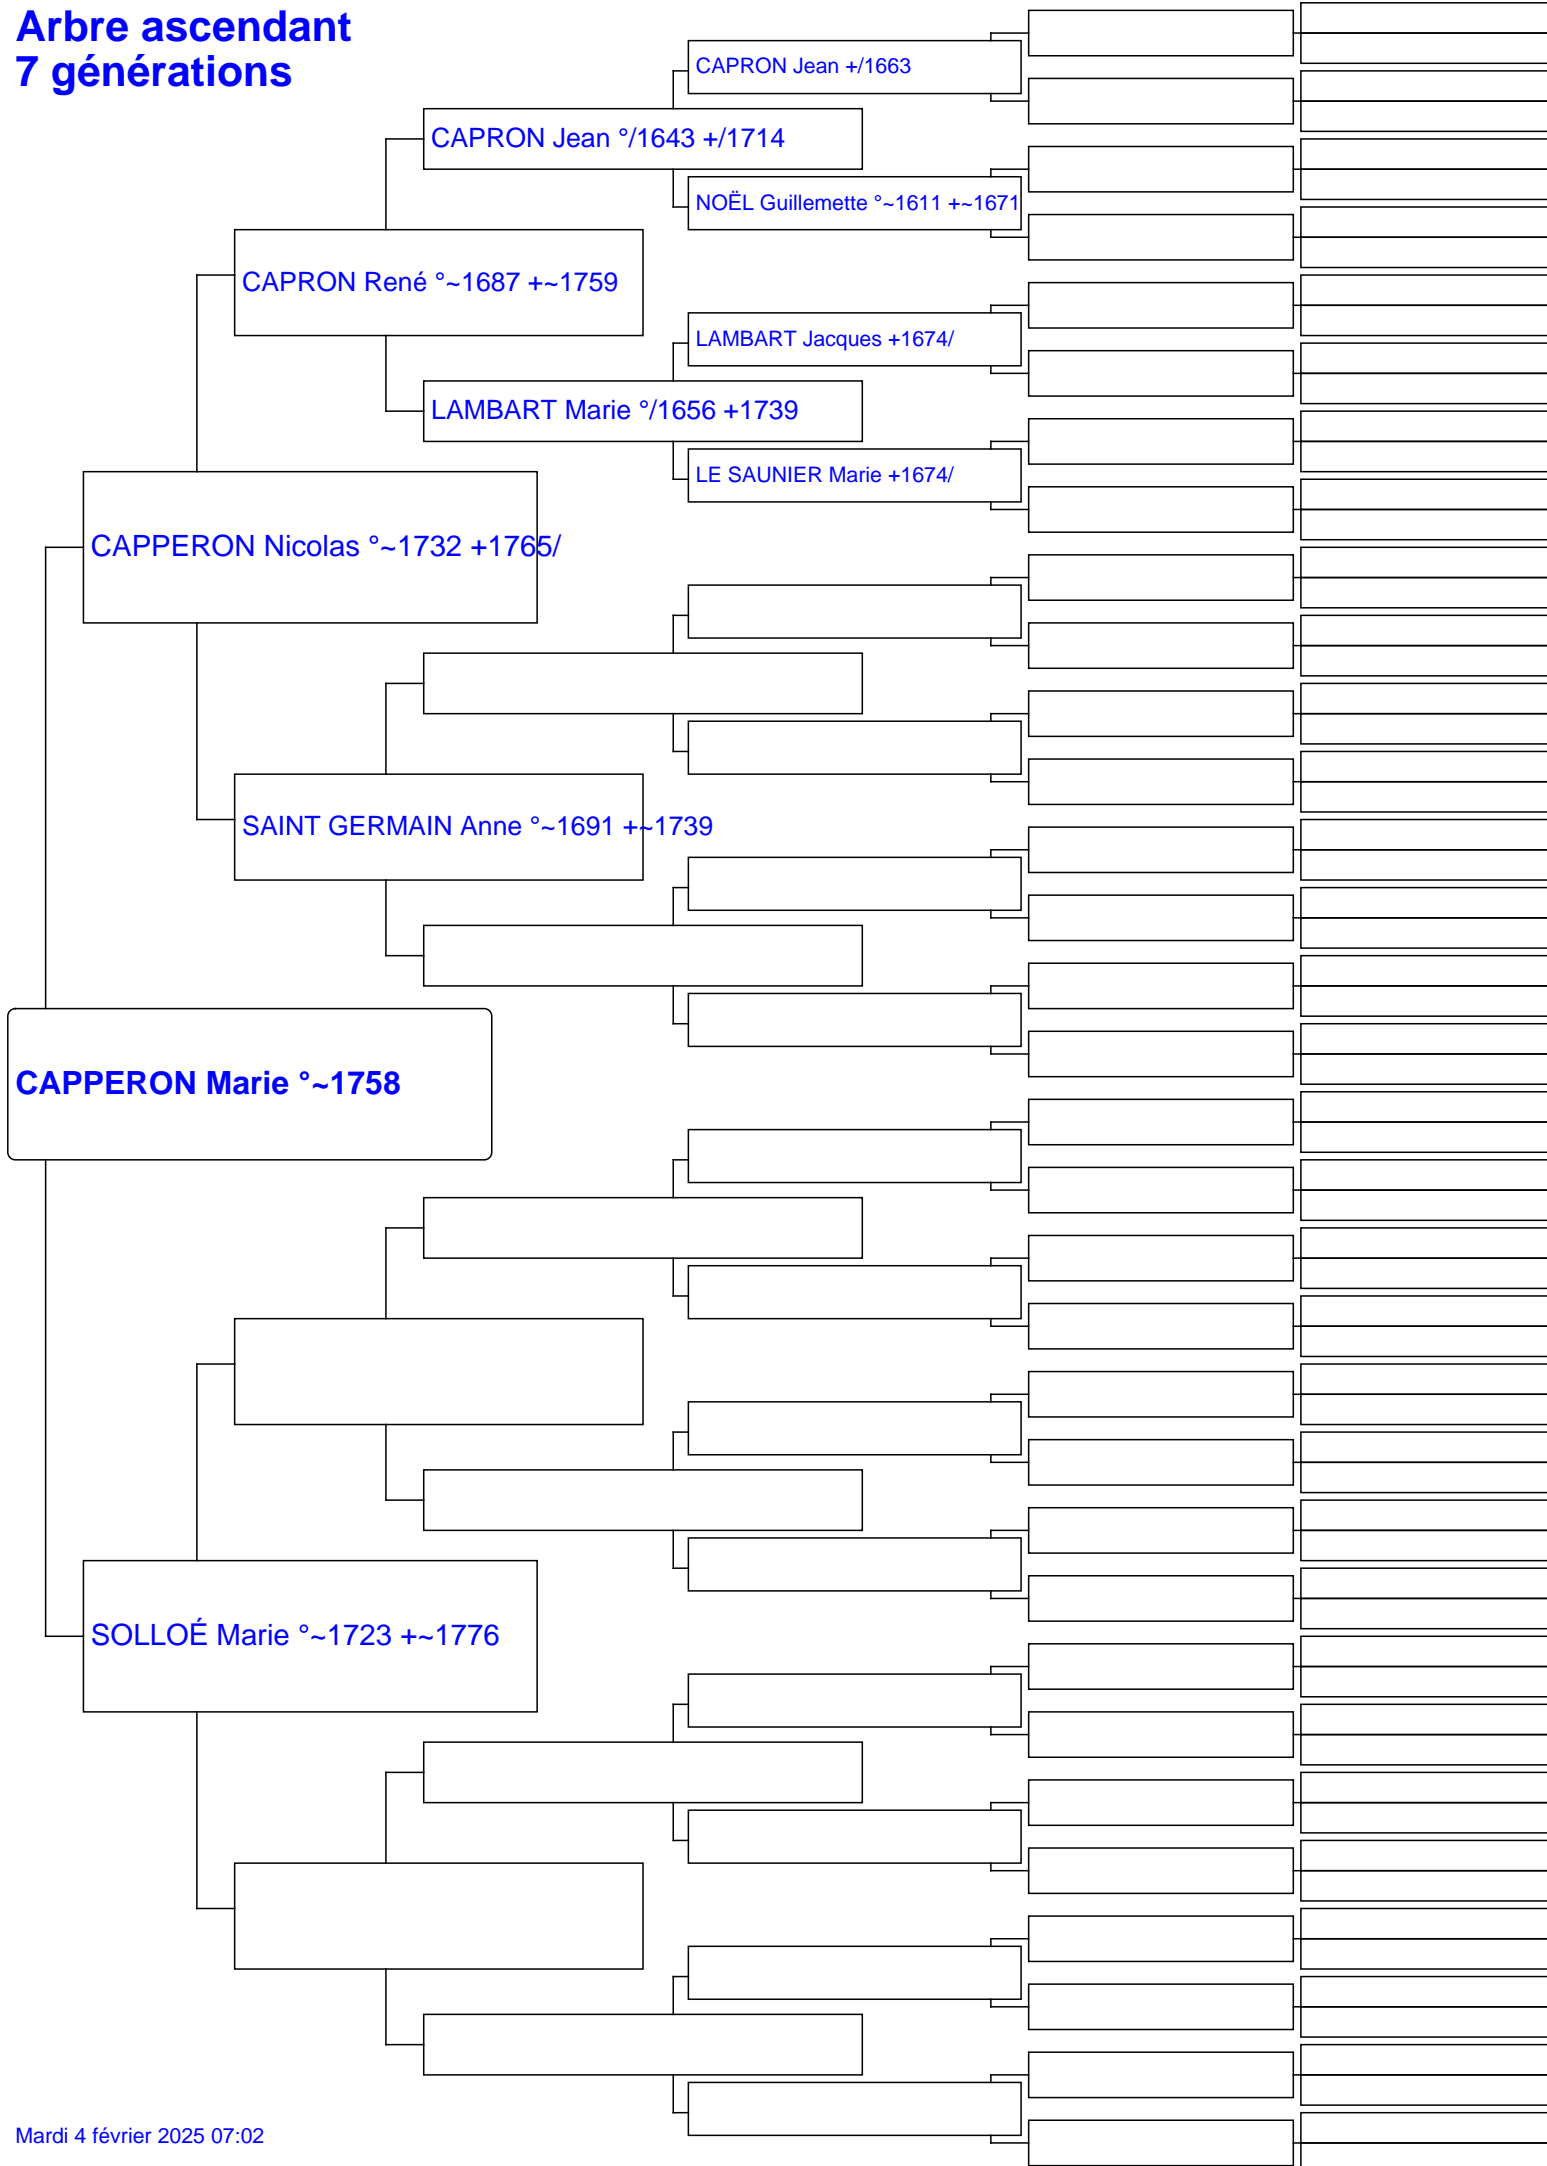 Arbre ascendant
7 générations
CAPRON Jean +/1663
CAPRON Jean °/1643 +/1714
NOËL Guillemette °~1611 +~1671
CAPRON René °~1687 +~1759
LAMBART Jacques +1674/
LAMBART Marie °/1656 +1739
LE SAUNIER Marie +1674/
CAPPERON Nicolas °~1732 +1765/
SAINT GERMAIN Anne °~1691 +~1739
CAPPERON Marie °~1758
SOLLOÉ Marie °~1723 +~1776
Mardi 4 février 2025 07:02